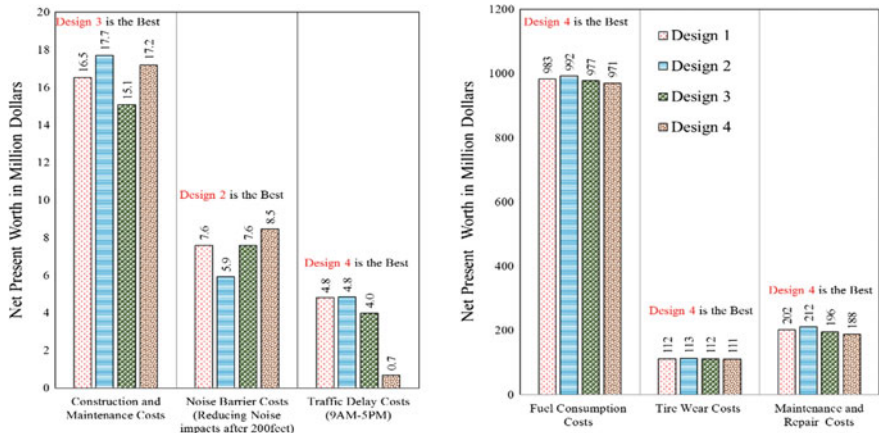 Net Present Worth in Million Dollars
20
18
16
14
12
10
8
6
4
2
0
Design 3 is the Best
16.5
17.7
15.1
17.2
Design 2 is the Best
7.6
5.9
7.6
8.5
Design 4 is the Best
4.8
4.8
4.0
0.7
Construction and
Maintenance Costs
Noise Barrier Costs
(Reducing Noise
impacts after 200feet)
Traffic Delay Costs
(9AM-5PM)
Net Present Worth in Million Dollars
1200
1000
800
600
400
200
0
Design 4 is the Best
983
992
977
971
Design 1
Design 2
Design 3
Design 4
Design 4 is the Best
112
113
112
111
Design 4 is the Best
202
212
196
188
Fuel Consumption
Costs
Tire Wear Costs
Maintenance and
Repair Costs